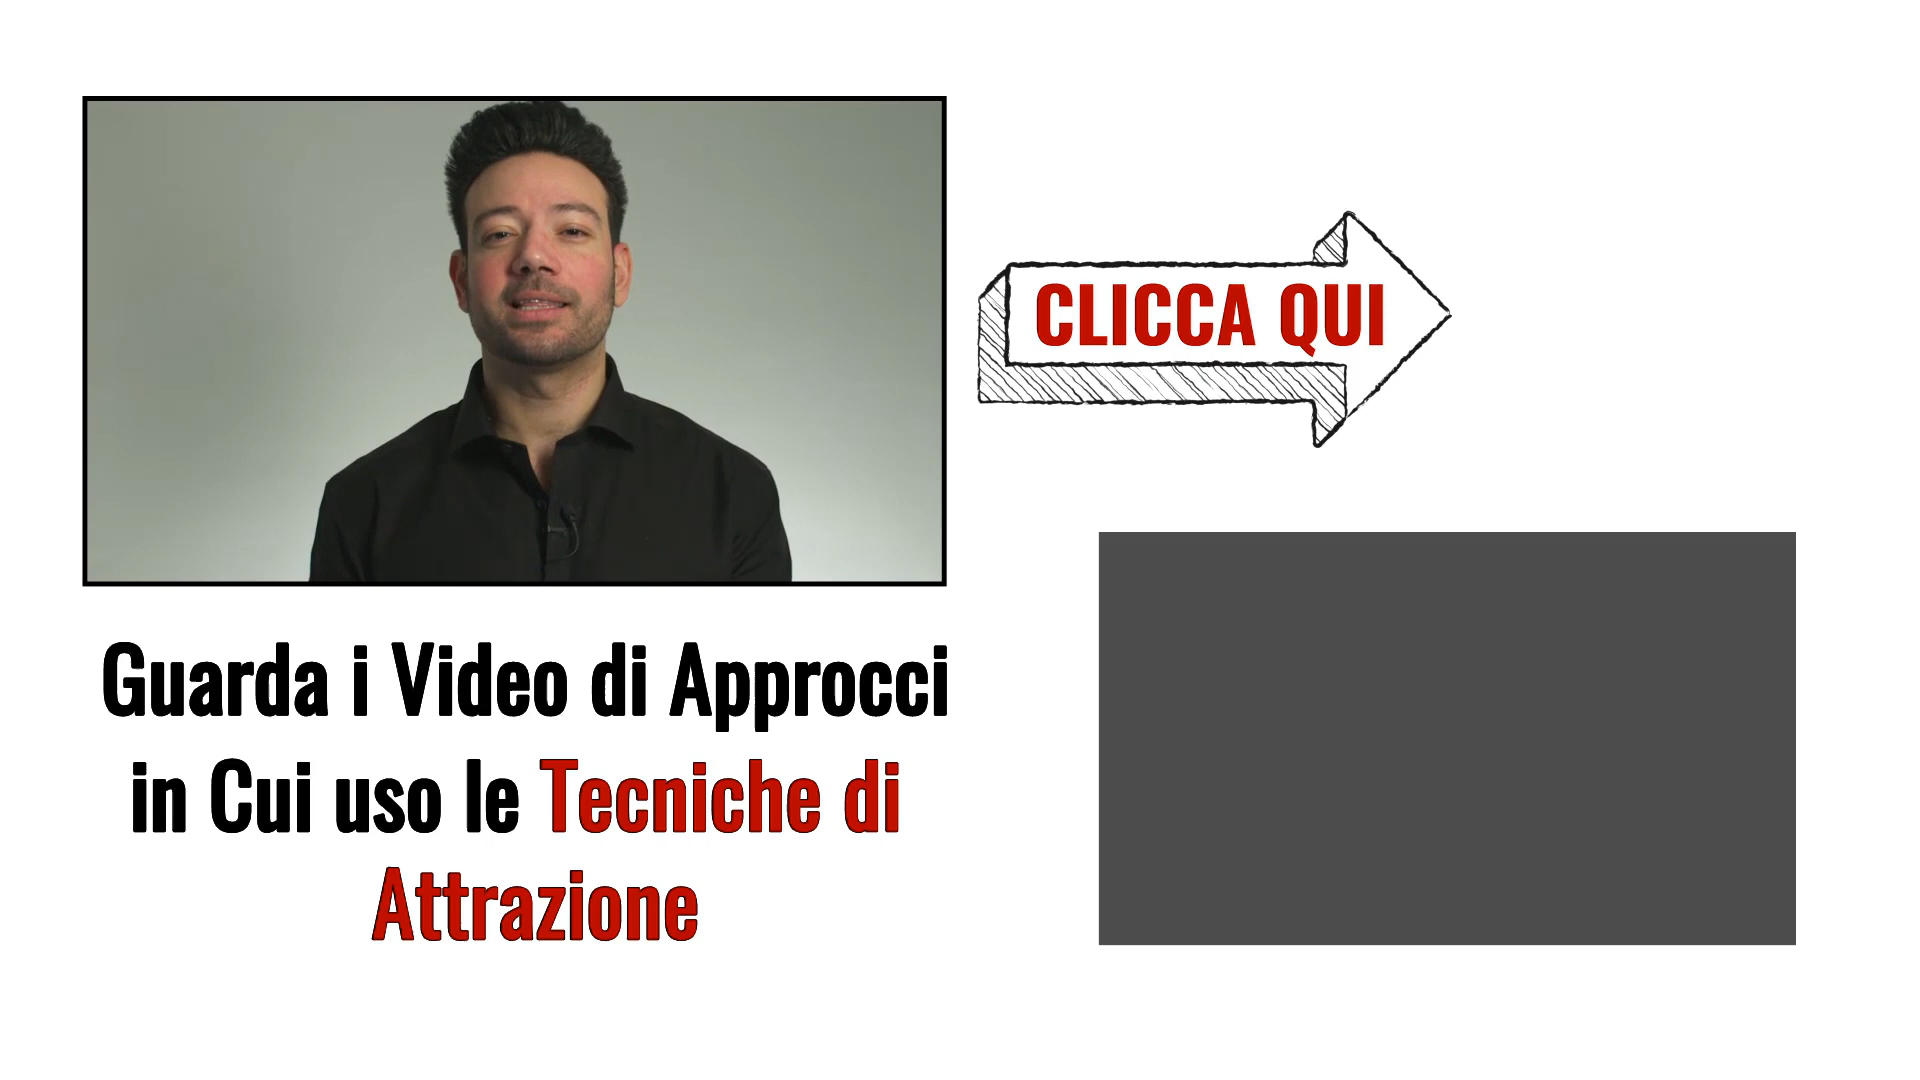 CLICCA QUI
Guarda i Video di Approcci
in Cui uso le Tecniche di
Attrazione